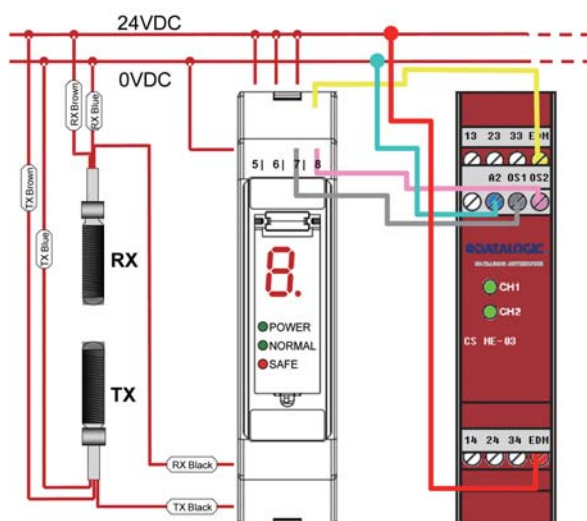 24VDC
0VDC
RX Brown
RX Blue
TX Brown
TX Blue
RX
TX
RX Black
TX Black
5| 6| 7| 8
8.
POWER
NORMAL
SAFE
13 23 33 EDM
A2 OS1 OS2
DATALOGIC
CH1
CH2
CS ME-03
14 24 34 EDM